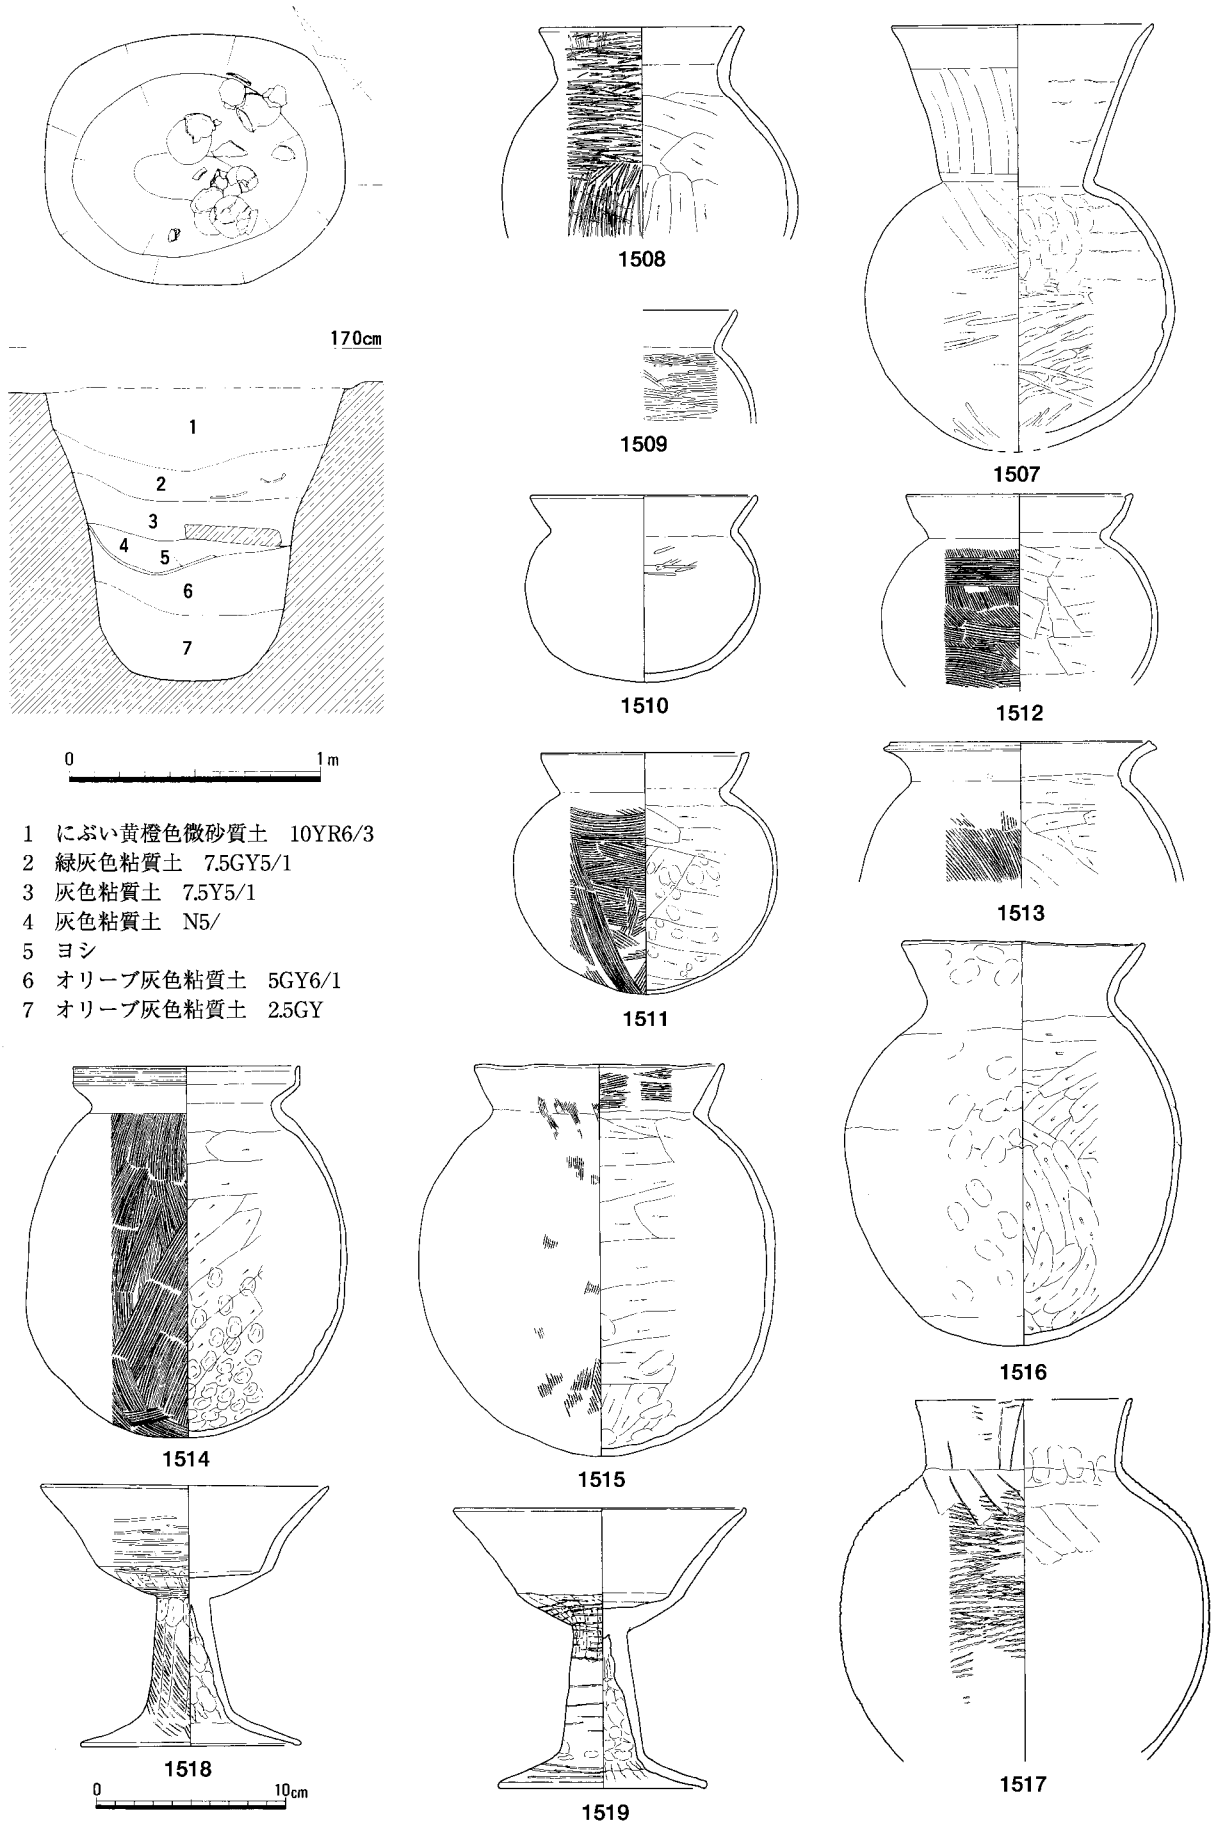 170cm
1
2
3
4
5
6
7
0 1m
1 にぶい黄橙色微砂質土 10YR6/3
2 緑灰色粘質土 7.5GY5/1
3 灰色粘質土 7.5Y5/1
4 灰色粘質土 N5/
5 ヨシ
6 オリーブ灰色粘質土 5GY6/1
7 オリーブ灰色粘質土 2.5GY
1508
1507
1509
1510
1512
1511
1513
1514
1515
1516
1518
1519
1517
0 10cm